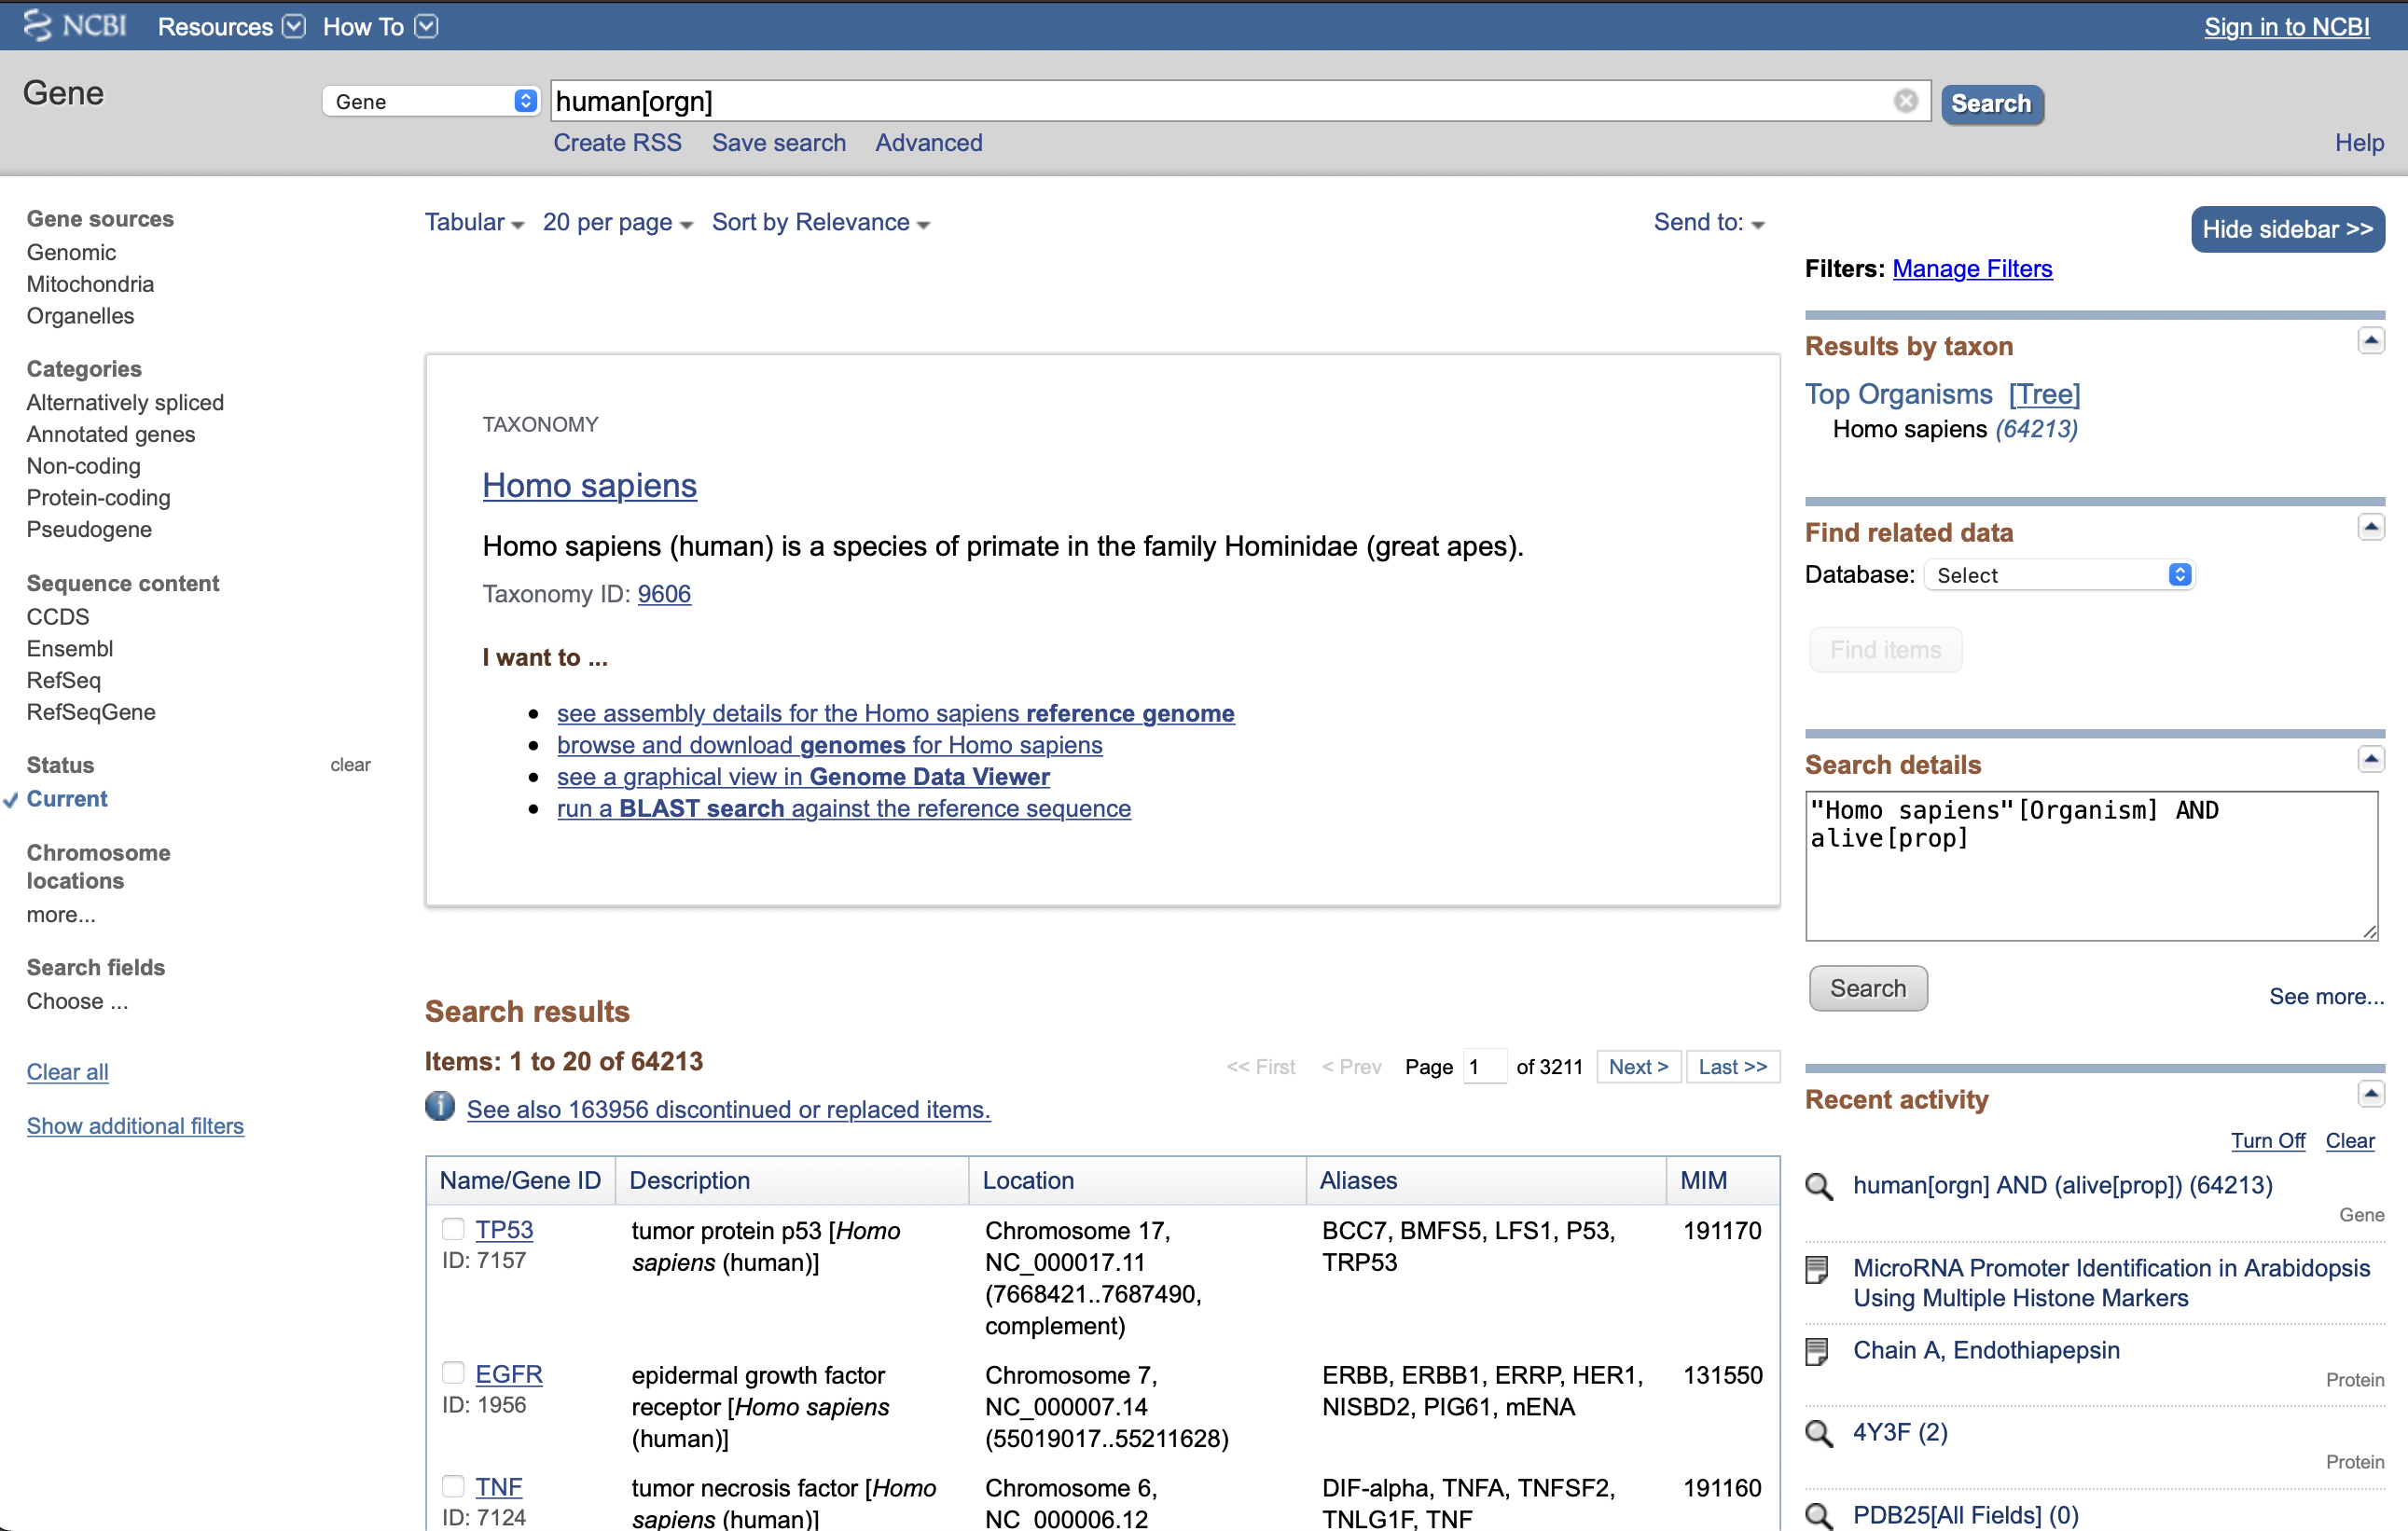 NCBI Resources How To Sign in to NCBI
Gene
Gene human[orgn] Search
Create RSS Save search Advanced Help
Gene sources
Genomic
Mitochondria
Organelles
Categories
Alternatively spliced
Annotated genes
Non-coding
Protein-coding
Pseudogene
Sequence content
CCDS
Ensembl
RefSeq
RefSeqGene
Status clear
Current
Chromosome
locations
more...
Search fields
Choose ...
Clear all
Show additional filters
Tabular 20 per page Sort by Relevance Send to:
TAXONOMY
Homo sapiens
Homo sapiens (human) is a species of primate in the family Hominidae (great apes).
Taxonomy ID: 9606
I want to ...
see assembly details for the Homo sapiens reference genome
browse and download genomes for Homo sapiens
see a graphical view in Genome Data Viewer
run a BLAST search against the reference sequence
Search results
Items: 1 to 20 of 64213
<< First < Prev Page 1 of 3211 Next > Last >>
See also 163956 discontinued or replaced items.
Name/Gene ID Description Location Aliases MIM
TP53 tumor protein p53 [Homo Chromosome 17, BCC7, BMFS5, LFS1, P53, 191170
ID: 7157 sapiens (human)] NC_000017.11 TRP53
(7668421..7687490,
complement)
EGFR epidermal growth factor Chromosome 7, ERBB, ERBB1, ERRP, HER1, 131550
ID: 1956 receptor [Homo sapiens NC_000007.14 NISBD2, PIG61, mENA
(human)] (55019017..55211628)
TNF tumor necrosis factor [Homo Chromosome 6, DIF-alpha, TNFA, TNFSF2, 191160
ID: 7124 sapiens (human)] NC_000006.12 TNLG1F, TNF
Hide sidebar >>
Filters: Manage Filters
Results by taxon
Top Organisms [Tree]
Homo sapiens (64213)
Find related data
Database: Select
Find items
Search details
"Homo sapiens"[Organism] AND
alive[prop]
Search
See more...
Recent activity
Turn Off Clear
human[orgn] AND (alive[prop]) (64213)
Gene
MicroRNA Promoter Identification in Arabidopsis
Using Multiple Histone Markers
Chain A, Endothiapepsin
Protein
4Y3F (2)
Protein
PDB25[All Fields] (0)